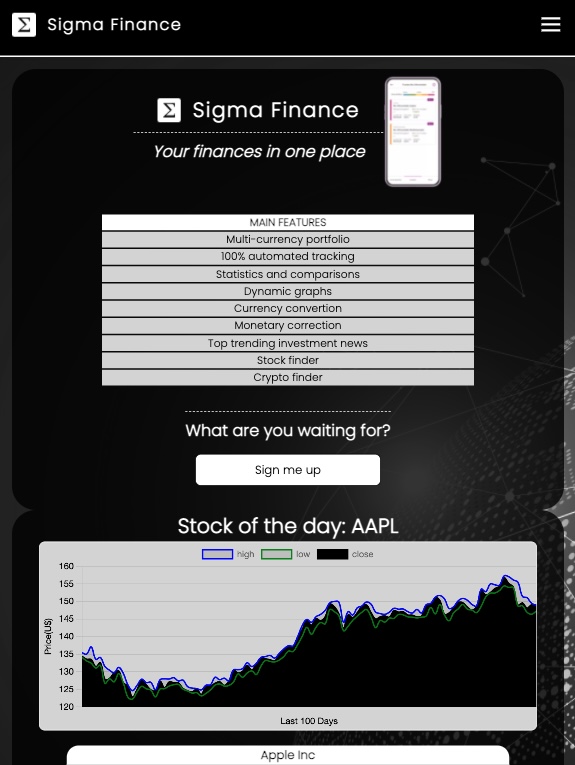 Σ Sigma Finance
Σ Sigma Finance
Your finances in one place
MAIN FEATURES
Multi-currency portfolio
100% automated tracking
Statistics and comparisons
Dynamic graphs
Currency convertion
Monetary correction
Top trending investment news
Stock finder
Crypto finder
What are you waiting for?
Sign me up
Stock of the day: AAPL
high low close
160
155
150
145
140
135
130
125
120
Price(US)
Last 100 Days
Apple Inc